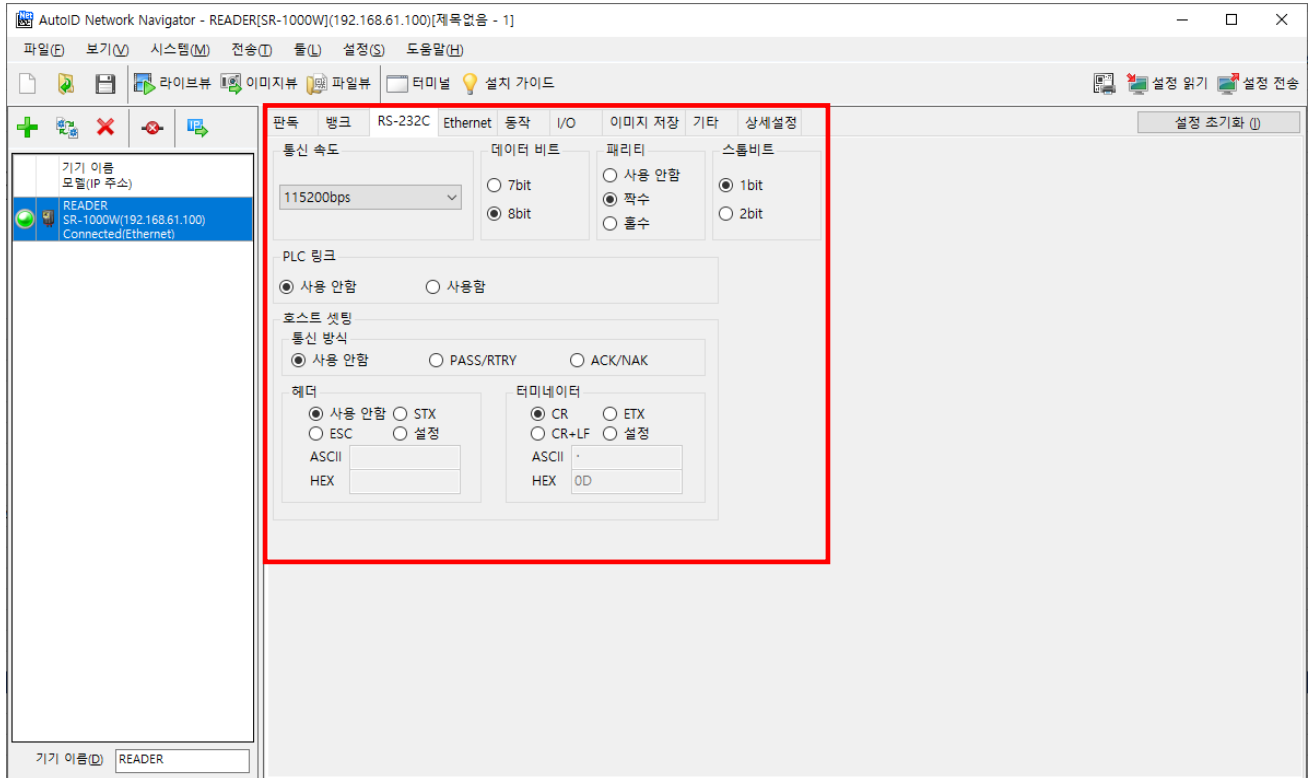 AutoID Network Navigator - READER[SR-1000W](192.168.61.100)[제목없음 - 1]
파일(F) 보기(V) 시스템(M) 전송(T) 툴(L) 설정(S) 도움말(H)
라이브뷰 이미지뷰 파일뷰 터미널 설치 가이드 설정 읽기 설정 전송
판독 뱅크 RS-232C Ethernet 동작 I/O 이미지 저장 기타 상세설정 설정 초기화 (I)
기기 이름
모델(IP 주소)
READER
SR-1000W(192.168.61.100)
Connected(Ethernet)
통신 속도 데이터 비트 패리티 스톱비트
115200bps 7bit 사용 안함 1bit
8bit 짝수 2bit
홀수
PLC 링크
사용 안함 사용함
호스트 셋팅
통신 방식
사용 안함 PASS/RTRY ACK/NAK
헤더 터미네이터
사용 안함 STX CR ETX
ESC 설정 CR+LF 설정
ASCII ASCII ·
HEX HEX 0D
기기 이름(D) READER